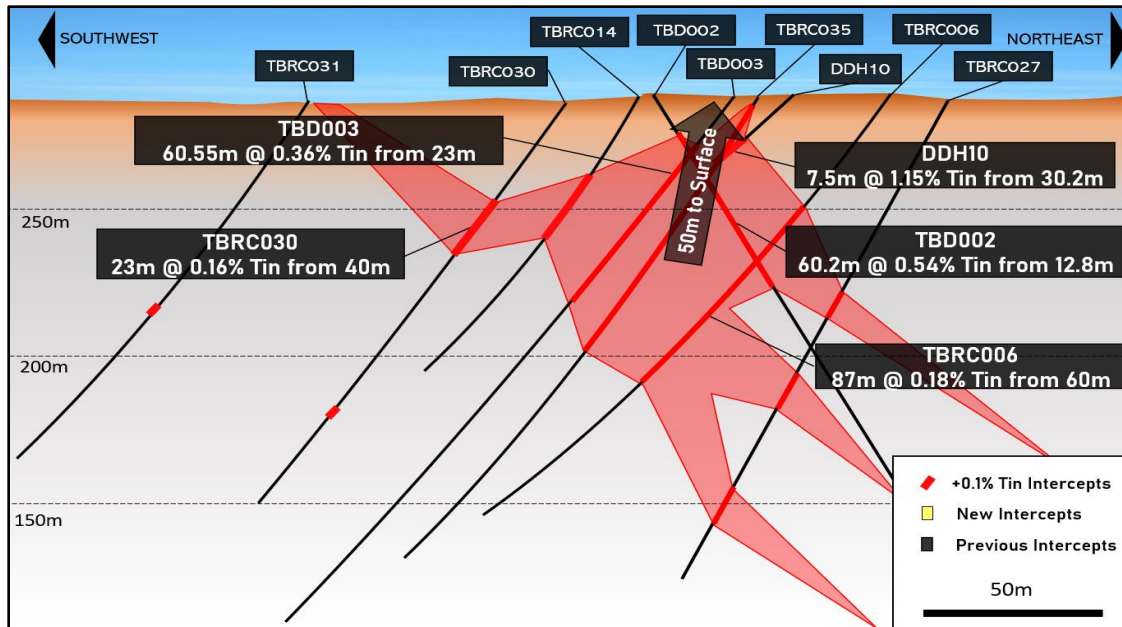 SOUTHWEST
NORTHEAST
TBRC031
TBRC030
TBRC014
TBD002
TBD003
TBRC035
DDH10
TBRC006
TBRC027
TBD003
60.55m @ 0.36% Tin from 23m
DDH10
7.5m @ 1.15% Tin from 30.2m
50m to Surface
250m
TBRC030
23m @ 0.16% Tin from 40m
TBD002
60.2m @ 0.54% Tin from 12.8m
200m
TBRC006
87m @ 0.18% Tin from 60m
150m
+0.1% Tin Intercepts
New Intercepts
Previous Intercepts
50m